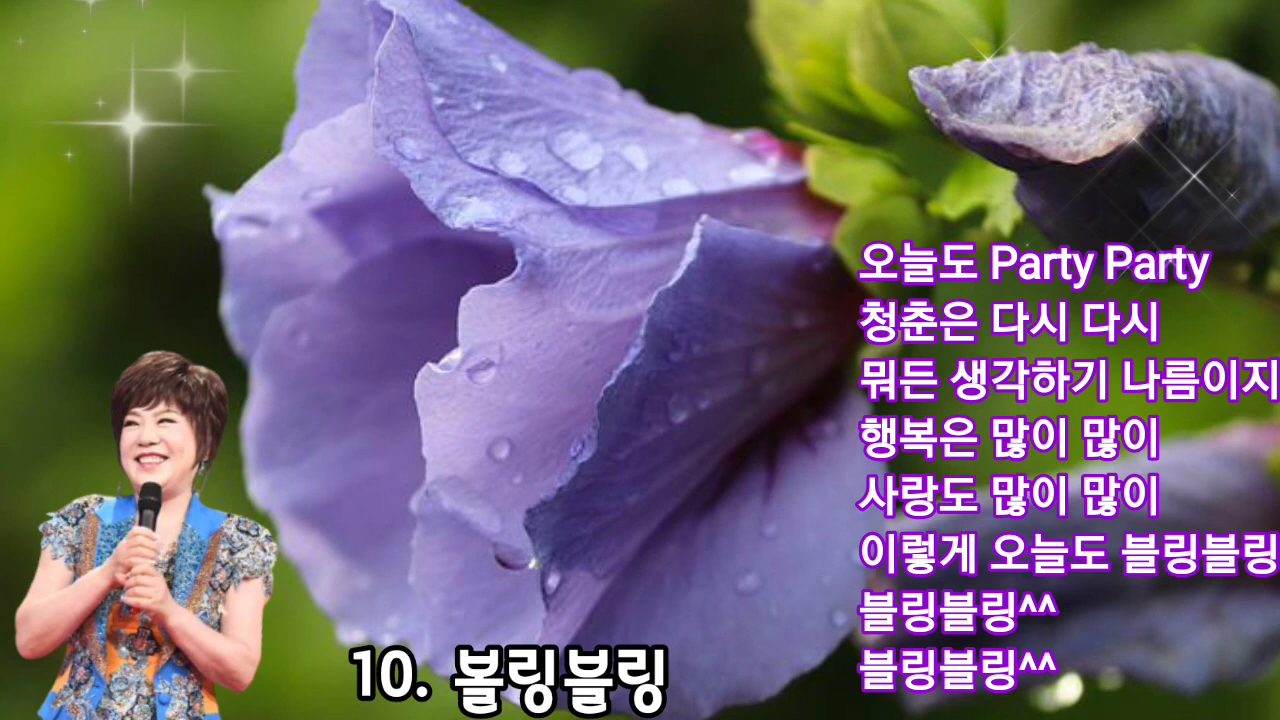 오늘도 Party Party
청춘은 다시 다시
뭐든 생각하기 나름이지
행복은 많이 많이
사랑도 많이 많이
이렇게 오늘도 블링블링
블링블링^^
블링블링^^
10. 볼링블링